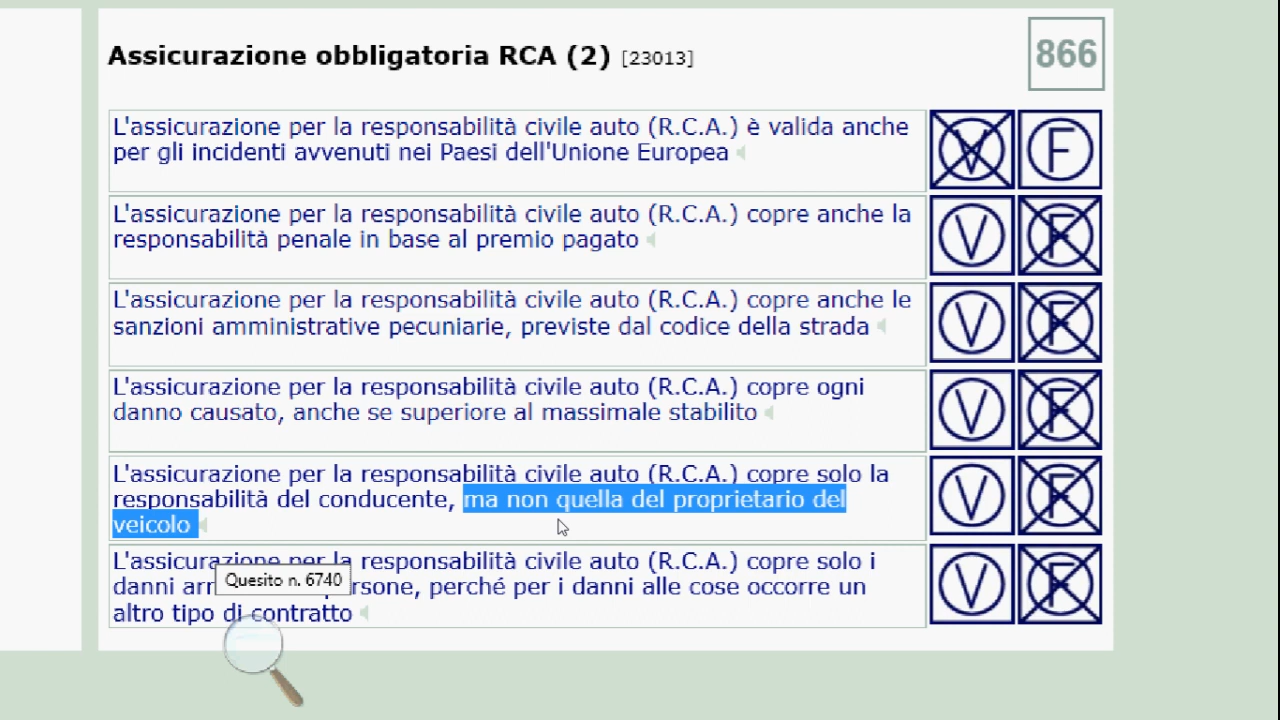 Assicurazione obbligatoria RCA (2) [23013]
866
L'assicurazione per la responsabilità civile auto (R.C.A.) è valida anche
per gli incidenti avvenuti nei Paesi dell'Unione Europea
V F
L'assicurazione per la responsabilità civile auto (R.C.A.) copre anche la
responsabilità penale in base al premio pagato
V F
L'assicurazione per la responsabilità civile auto (R.C.A.) copre anche le
sanzioni amministrative pecuniarie, previste dal codice della strada
V F
L'assicurazione per la responsabilità civile auto (R.C.A.) copre ogni
danno causato, anche se superiore al massimale stabilito
V F
L'assicurazione per la responsabilità civile auto (R.C.A.) copre solo la
responsabilità del conducente, ma non quella del proprietario del
veicolo
V F
L'assicurazione per la responsabilità civile auto (R.C.A.) copre solo i
danni perché per i danni alle cose occorre un
altro tipo di contratto
V F
Quesito n. 6740